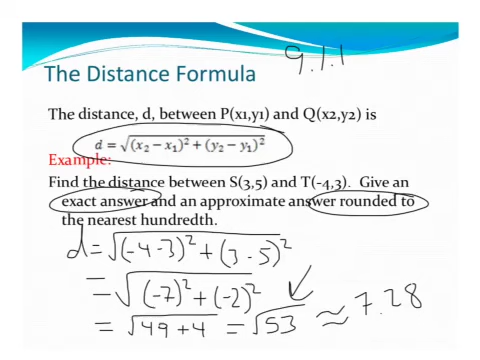 9.1.1
The Distance Formula
The distance, d, between P(x1,y1) and Q(x2,y2) is
d = √(x₂ − x₁)² + (y₂ − y₁)²
Example:
Find the distance between S(3,5) and T(-4,3). Give an
exact answer and an approximate answer rounded to
the nearest hundredth.
d = √(-4-3)² + (3-5)²
= √(-7)² + (-2)²
= √49+4 = √53 ≈ 7.28